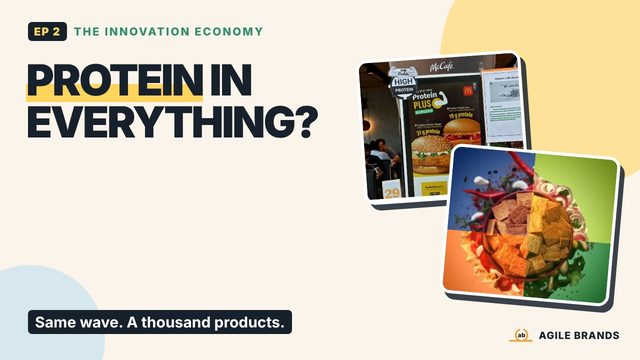 EP 2 THE INNOVATION ECONOMY
PROTEIN IN
EVERYTHING?
McCafé
HIGH
PROTEIN
Protein
PLUS
Same wave. A thousand products.
ab AGILE BRANDS